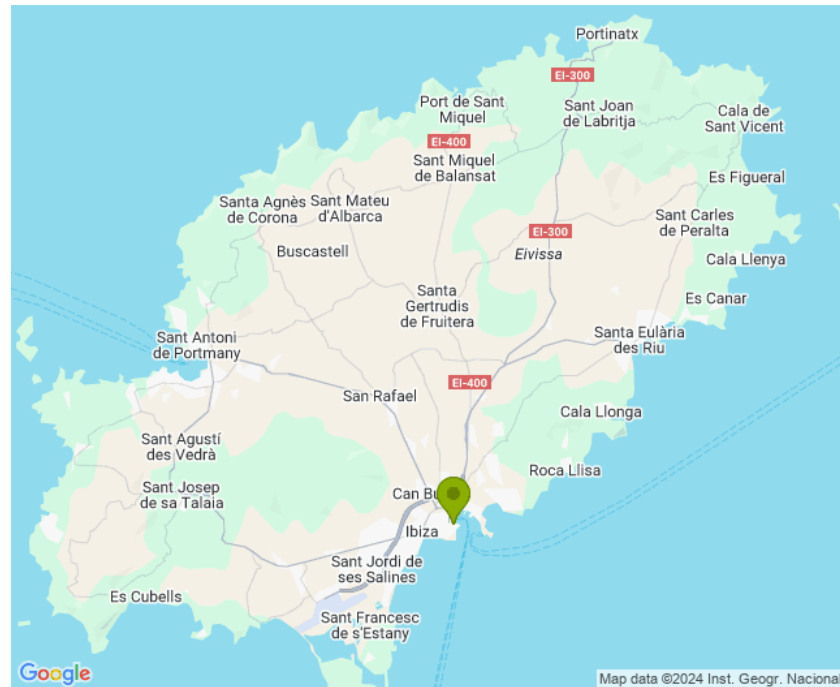 Portinatx
EI-300
Port de Sant
Miquel
Sant Joan
de Labritja
Cala de
Sant Vicent
EI-400
Sant Miquel
de Balansat
Es Figueral
Santa Agnès
de Corona
Sant Mateu
d'Albarca
Sant Carles
de Peralta
EI-300
Buscastell
Eivissa
Cala Llenya
Santa
Gertrudis
de Fruitera
Es Canar
Sant Antoni
de Portmany
Santa Eulària
des Riu
EI-400
San Rafael
Cala Llonga
Sant Agustí
des Vedrà
Roca Llisa
Sant Josep
de sa Talaia
Can Bu
Ibiza
Sant Jordi de
ses Salines
Es Cubells
Sant Francesc
de s'Estany
Google
Map data ©2024 Inst. Geogr. Nacional